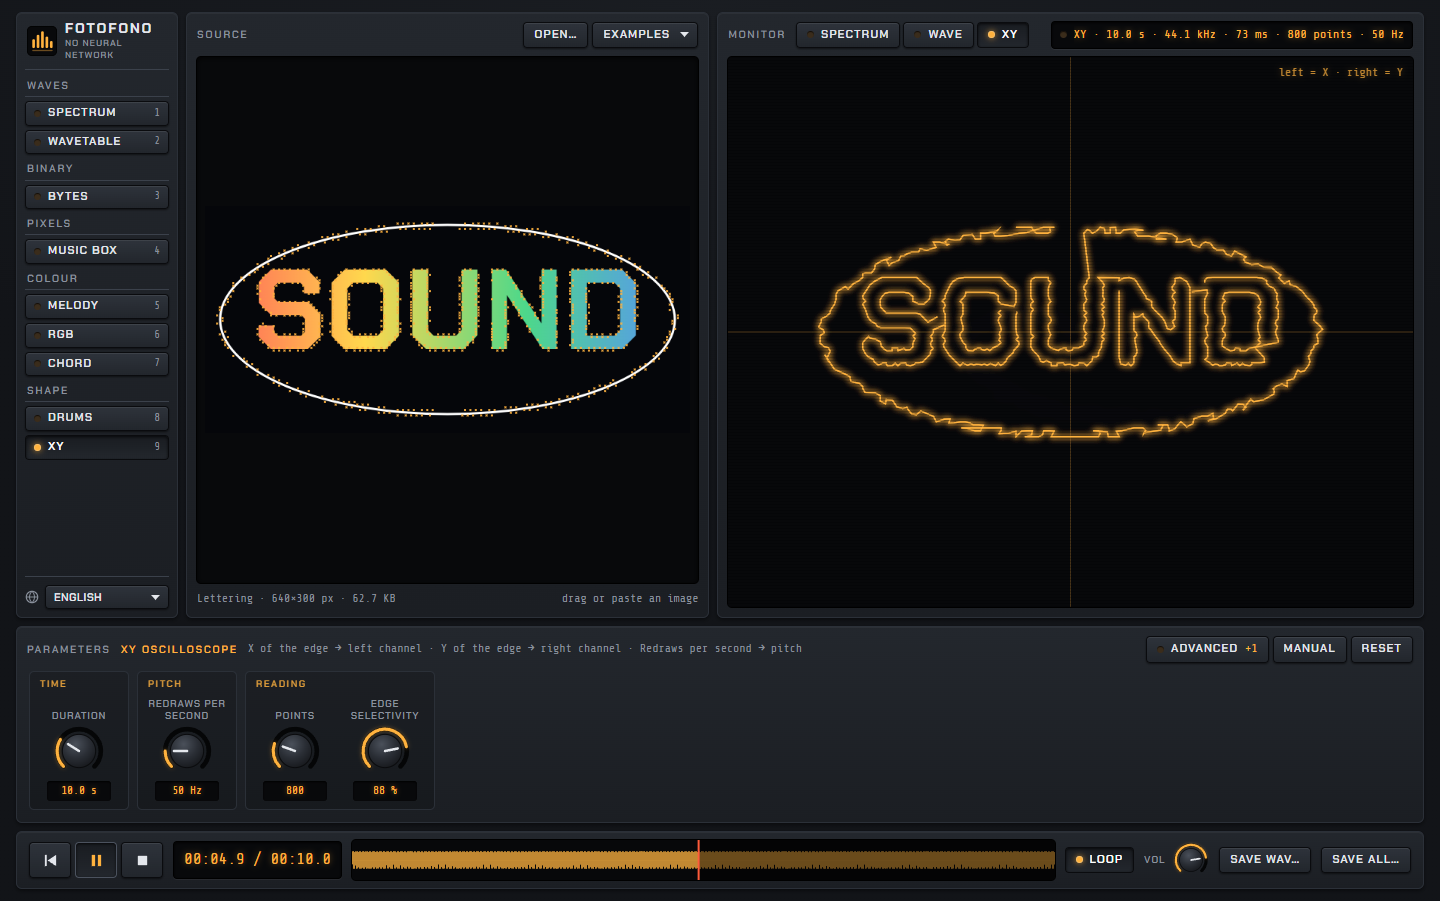 FOTOFONO
NO NEURAL
NETWORK
WAVES
SPECTRUM 1
WAVETABLE 2
BINARY
BYTES 3
PIXELS
MUSIC BOX 4
COLOUR
MELODY 5
RGB 6
CHORD 7
SHAPE
DRUMS 8
XY 9
ENGLISH
SOURCE OPEN... EXAMPLES
SOUND
Lettering · 640×300 px · 62.7 KB drag or paste an image
MONITOR SPECTRUM WAVE XY XY · 10.0 s · 44.1 kHz · 73 ms · 800 points · 50 Hz
left = X · right = Y
SOUND
PARAMETERS XY OSCILLOSCOPE X of the edge → left channel · Y of the edge → right channel · Redraws per second → pitch ADVANCED +1 MANUAL RESET
TIME PITCH READING
DURATION REDRAWS PER SECOND POINTS EDGE SELECTIVITY
10.0 s 50 Hz 800 88 %
00:04.9 / 00:10.0 LOOP VOL SAVE WAV... SAVE ALL...